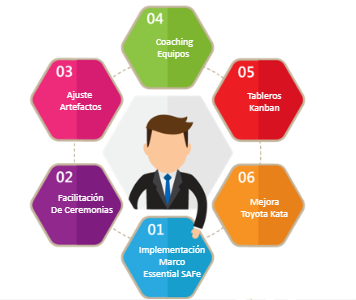 04
Coaching
Equipos
03
Ajuste
Artefactos
05
Tableros
Kanban
02
Facilitación
De Ceremonias
06
Mejora
Toyota Kata
01
Implementación
Marco
Essential SAFe